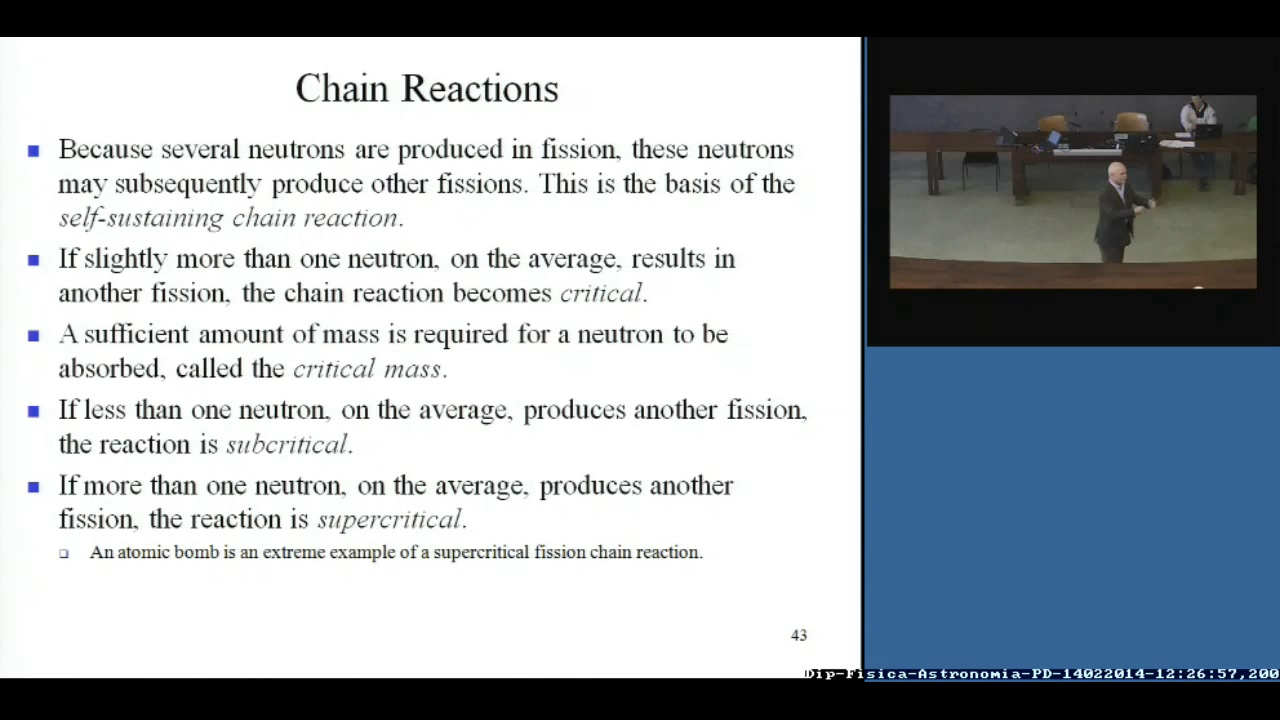 Chain Reactions
■ Because several neutrons are produced in fission, these neutrons
may subsequently produce other fissions. This is the basis of the
self-sustaining chain reaction.
■ If slightly more than one neutron, on the average, results in
another fission, the chain reaction becomes critical.
■ A sufficient amount of mass is required for a neutron to be
absorbed, called the critical mass.
■ If less than one neutron, on the average, produces another fission,
the reaction is subcritical.
■ If more than one neutron, on the average, produces another
fission, the reaction is supercritical.
❑ An atomic bomb is an extreme example of a supercritical fission chain reaction.
43
Dip-Fisica-Astronomia-PD-14022014-12:26:57,200